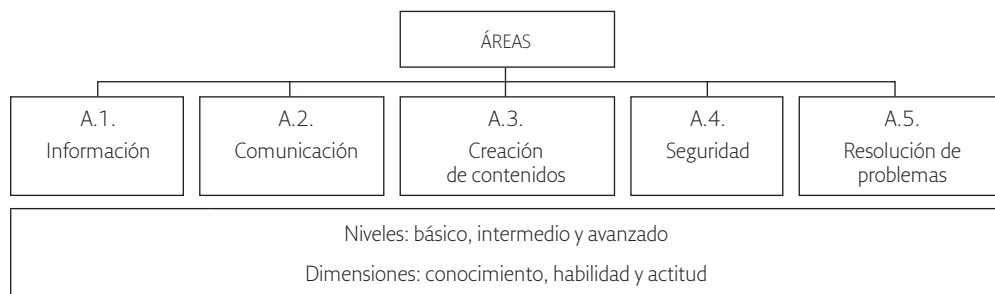 ÁREAS
A.1.
Información
A.2.
Comunicación
A.3.
Creación
de contenidos
A.4.
Seguridad
A.5.
Resolución de
problemas
Niveles: básico, intermedio y avanzado
Dimensiones: conocimiento, habilidad y actitud